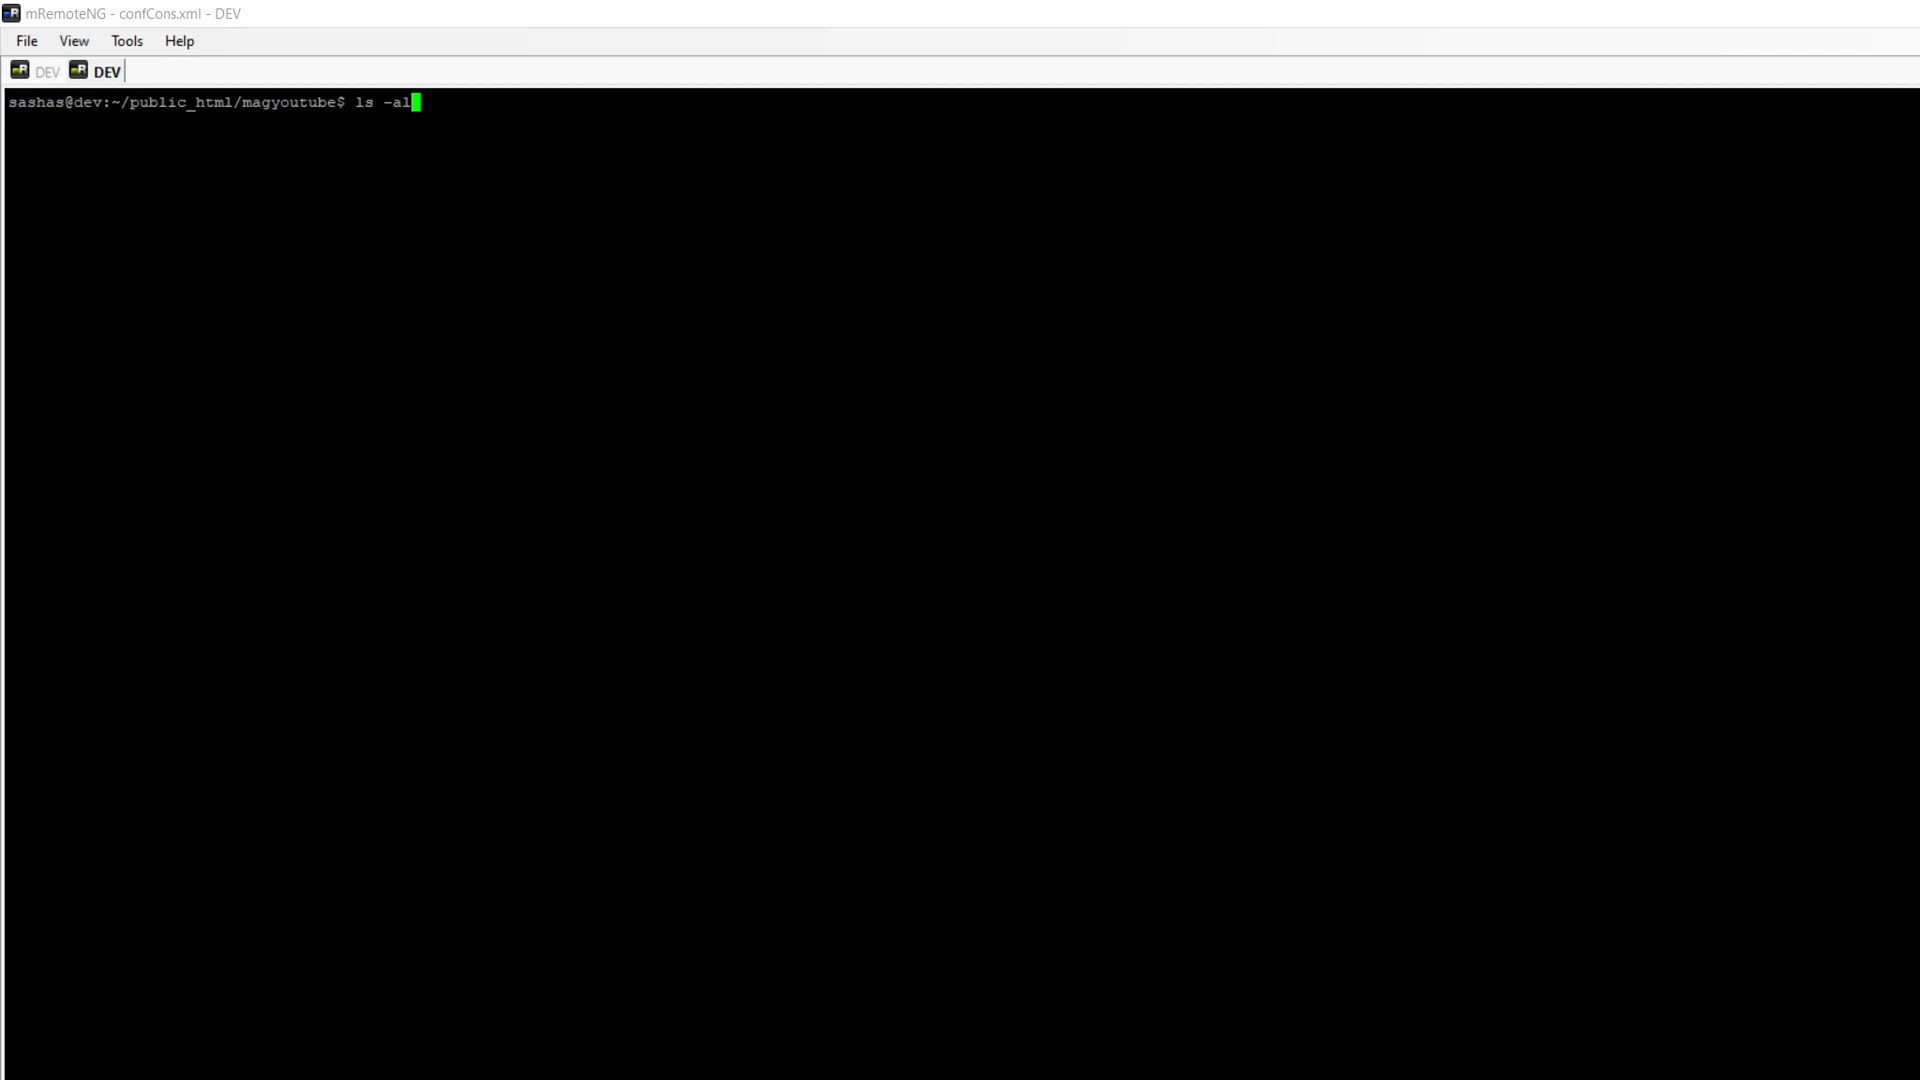 mRemoteNG - confCons.xml - DEV
File View Tools Help
DEV DEV
sashas@dev:~/public_html/magyoutube$ ls -al